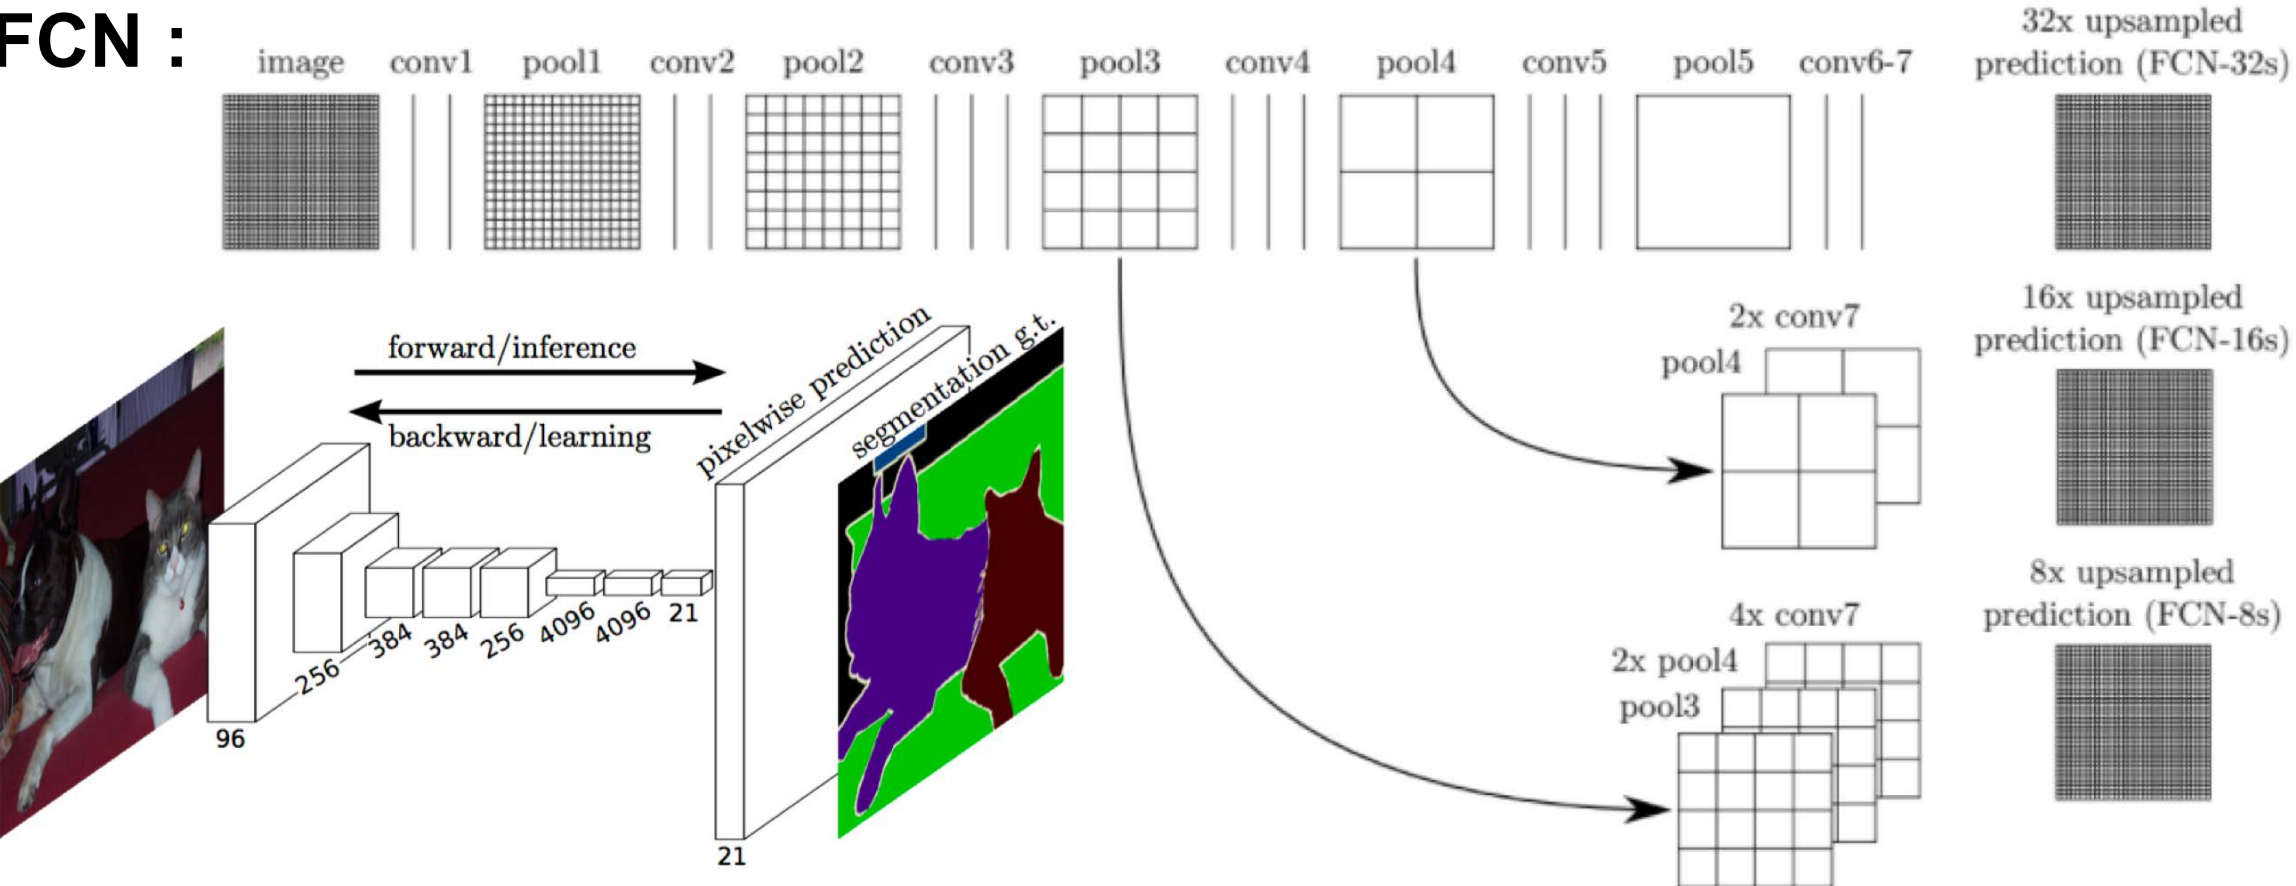 FCN :
image
conv1
pool1
conv2
pool2
conv3
pool3
conv4
pool4
conv5
pool5
conv6-7
32x upsampled
prediction (FCN-32s)
forward/inference
backward/learning
pixelwise prediction
segmentation g.t.
96
256
384
384
256
4096
4096
21
21
2x conv7
pool4
16x upsampled
prediction (FCN-16s)
4x conv7
2x pool4
pool3
8x upsampled
prediction (FCN-8s)